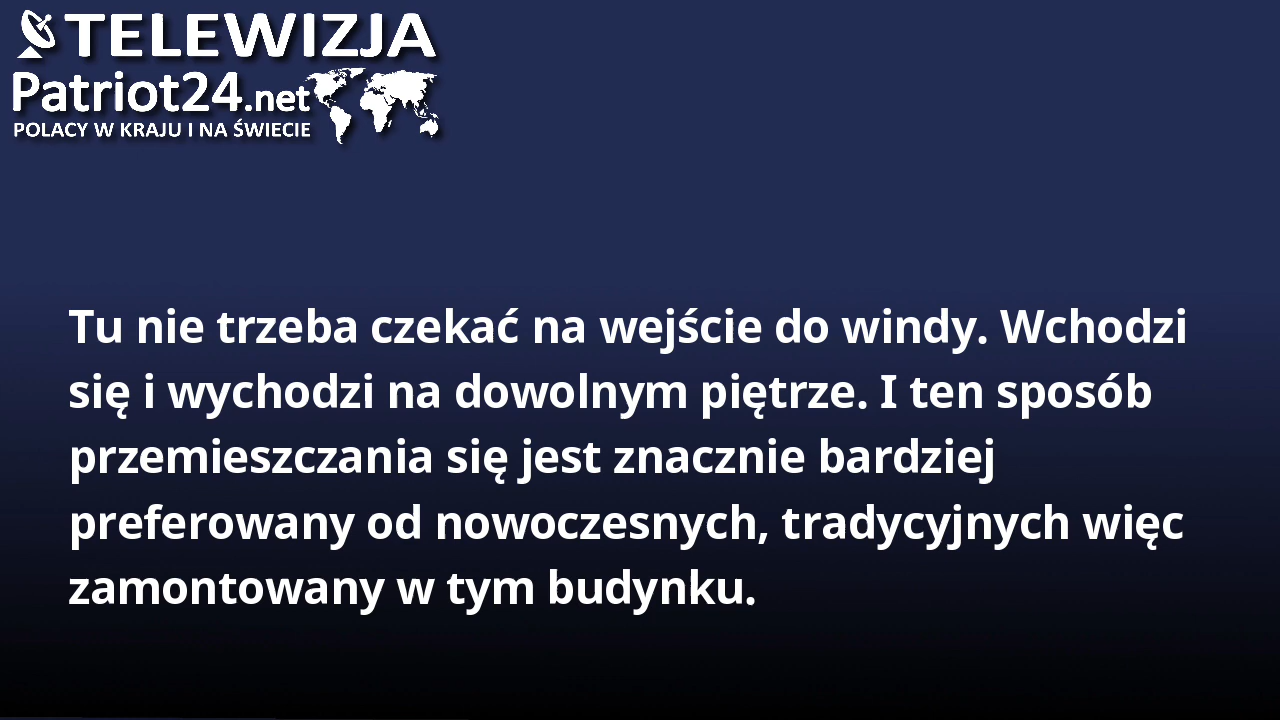 TELEWIZJA
Patriot24.net
POLACY W KRAJU I NA ŚWIECIE
Tu nie trzeba czekać na wejście do windy. Wchodzi
się i wychodzi na dowolnym piętrze. I ten sposób
przemieszczania się jest znacznie bardziej
preferowany od nowoczesnych, tradycyjnych więc
zamontowany w tym budynku.